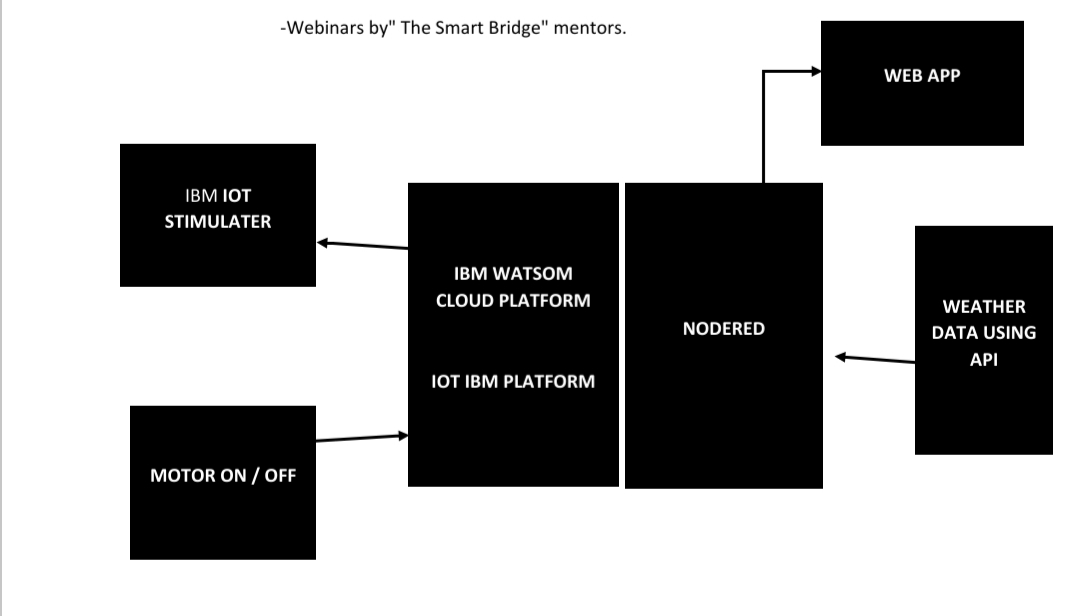 -Webinars by" The Smart Bridge" mentors.
WEB APP
IBM IOT
STIMULATER
IBM WATSOM
CLOUD PLATFORM
IOT IBM PLATFORM
NODERED
WEATHER
DATA USING
API
MOTOR ON / OFF